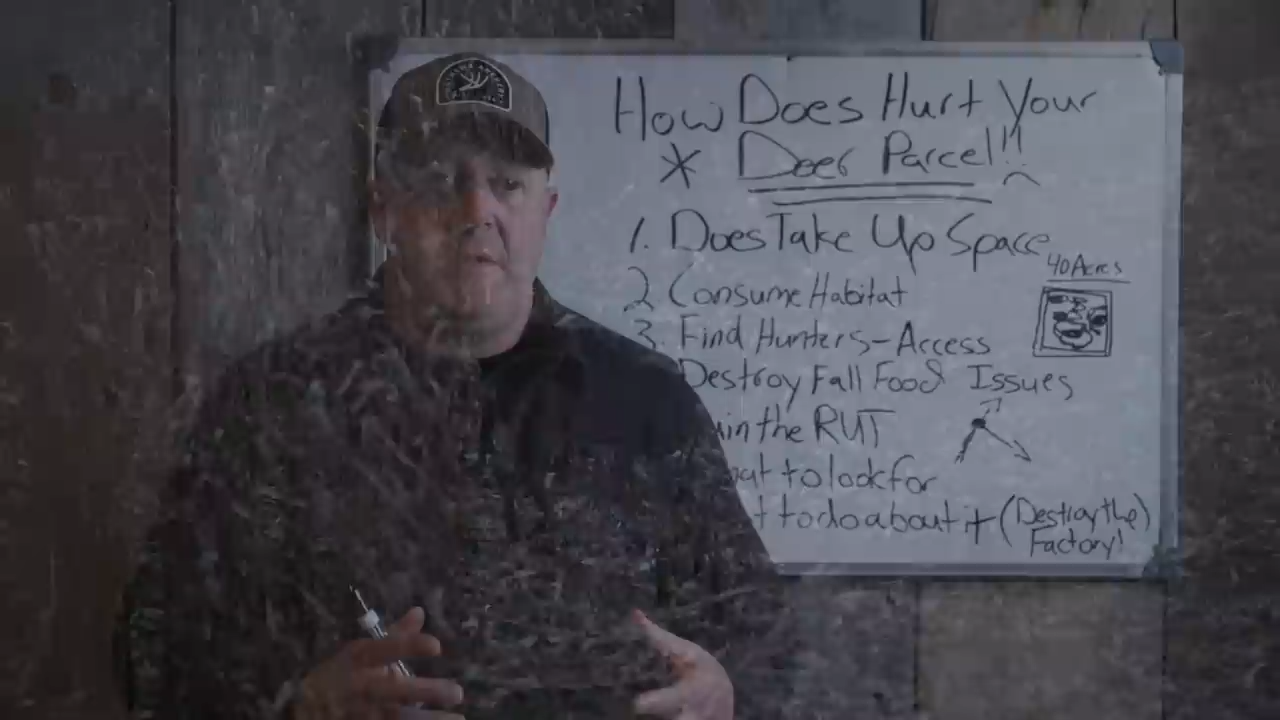 How Does Hurt Your
* Deer Parcel!!
1. Does Take Up Space
40 Acres
2 Consume Habitat
3. Find Hunters-Access
Destroy Fall Food Issues
in the RUT
to look for
to do about it (Destroy the)
Factory!